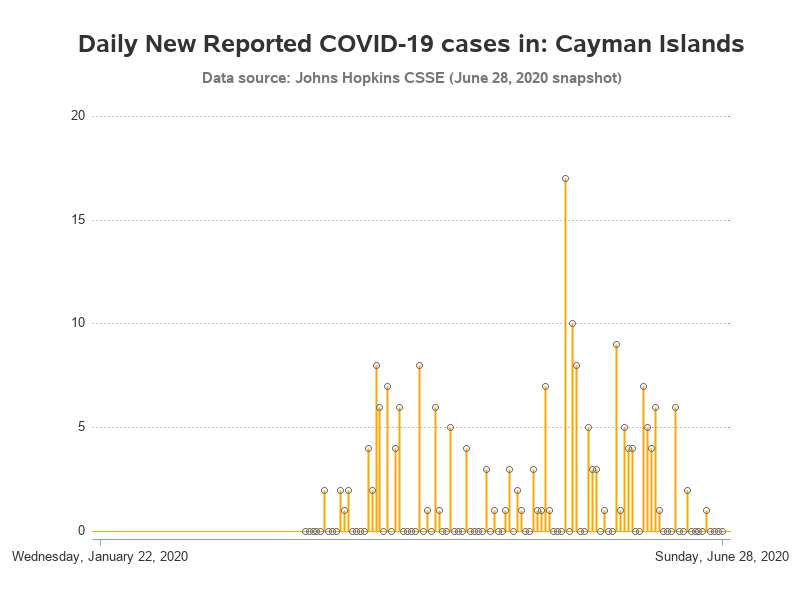 Daily New Reported COVID-19 cases in: Cayman Islands
Data source: Johns Hopkins CSSE (June 28, 2020 snapshot)
20
15
10
5
0
Wednesday, January 22, 2020
Sunday, June 28, 2020